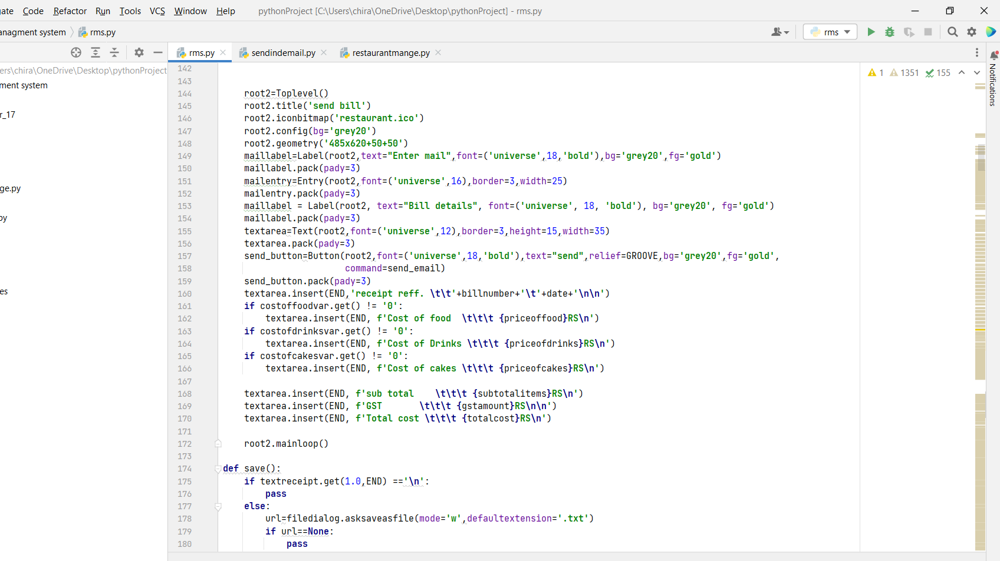 ate Code Refactor Run Tools VCS Window Help pythonProject [C:\Users\chira\OneDrive\Desktop\pythonProject] - rms.py
anagment system rms.py rms
rms.py sendindemail.py restaurantmange.py
ers\chira\OneDrive\Desktop\pythonProject
ment system
r_17
ge.py
py
es
1 1351 155
Notifications
142
143
144 root2=Toplevel()
145 root2.title('send bill')
146 root2.iconbitmap('restaurant.ico')
147 root2.config(bg='grey20')
148 root2.geometry('485x620+50+50')
149 maillabel=Label(root2,text="Enter mail",font=('universe',18,'bold'),bg='grey20',fg='gold')
150 maillabel.pack(pady=3)
151 mailentry=Entry(root2,font=('universe',16),border=3,width=25)
152 mailentry.pack(pady=3)
153 maillabel = Label(root2, text="Bill details", font=('universe', 18, 'bold'), bg='grey20', fg='gold')
154 maillabel.pack(pady=3)
155 textarea=Text(root2,font=('universe',12),border=3,height=15,width=35)
156 textarea.pack(pady=3)
157 send_button=Button(root2,font=('universe',18,'bold'),text="send",relief=GROOVE,bg='grey20',fg='gold',
158 command=send_email)
159 send_button.pack(pady=3)
160 textarea.insert(END,'receipt reff. \t\t'+billnumber+'\t'+date+'\n\n')
161 if costoffoodvar.get() != '0':
162 textarea.insert(END, f'Cost of food  \t\t\t {priceoffood}RS\n')
163 if costofdrinksvar.get() != '0':
164 textarea.insert(END, f'Cost of Drinks \t\t\t {priceofdrinks}RS\n')
165 if costofcakesvar.get() != '0':
166 textarea.insert(END, f'Cost of cakes \t\t\t {priceofcakes}RS\n')
167
168 textarea.insert(END, f'sub total    \t\t\t {subtotalitems}RS\n')
169 textarea.insert(END, f'GST       \t\t\t {gstamount}RS\n\n')
170 textarea.insert(END, f'Total cost \t\t\t {totalcost}RS\n')
171
172 root2.mainloop()
173
174 def save():
175 if textreceipt.get(1.0,END) =='\n':
176 pass
177 else:
178 url=filedialog.asksaveasfile(mode='w',defaultextension='.txt')
179 if url==None:
180 pass